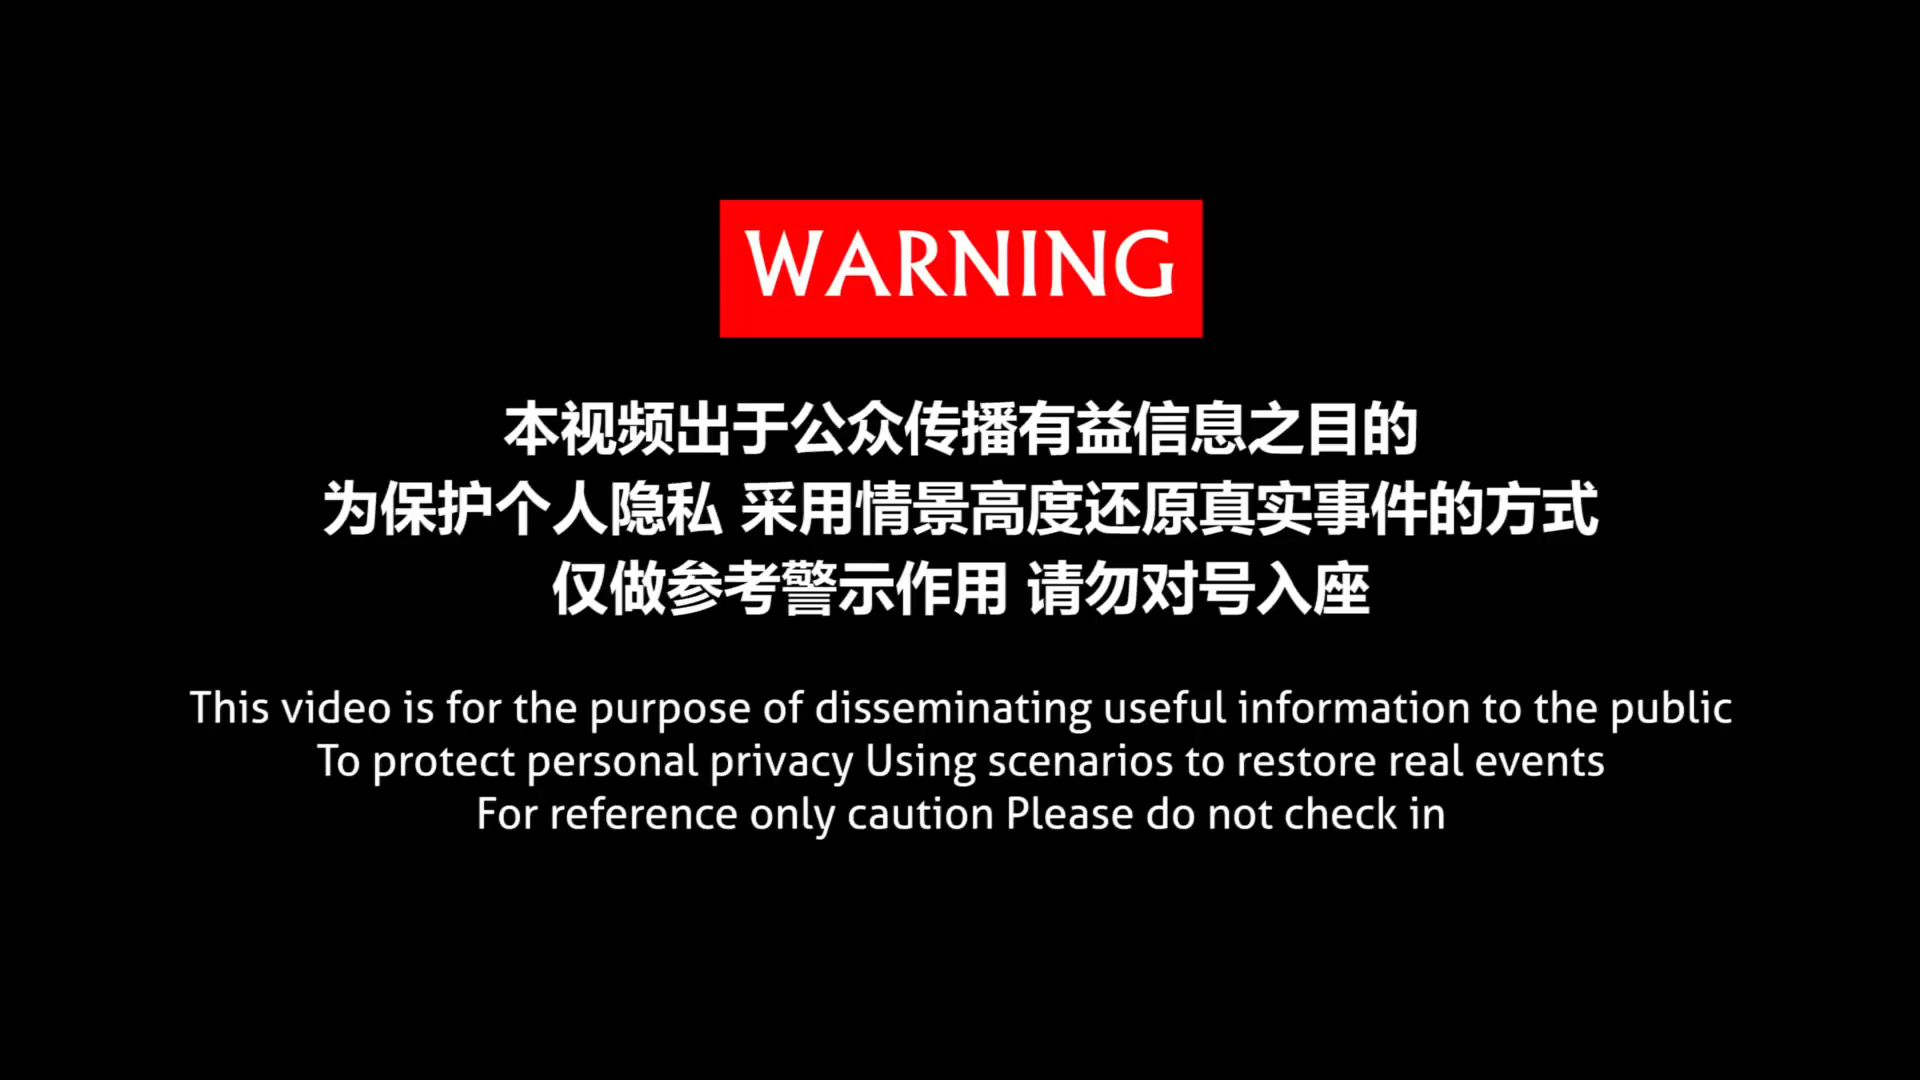 WARNING
本视频出于公众传播有益信息之目的
为保护个人隐私 采用情景高度还原真实事件的方式
仅做参考警示作用 请勿对号入座
This video is for the purpose of disseminating useful information to the public
To protect personal privacy Using scenarios to restore real events
For reference only caution Please do not check in